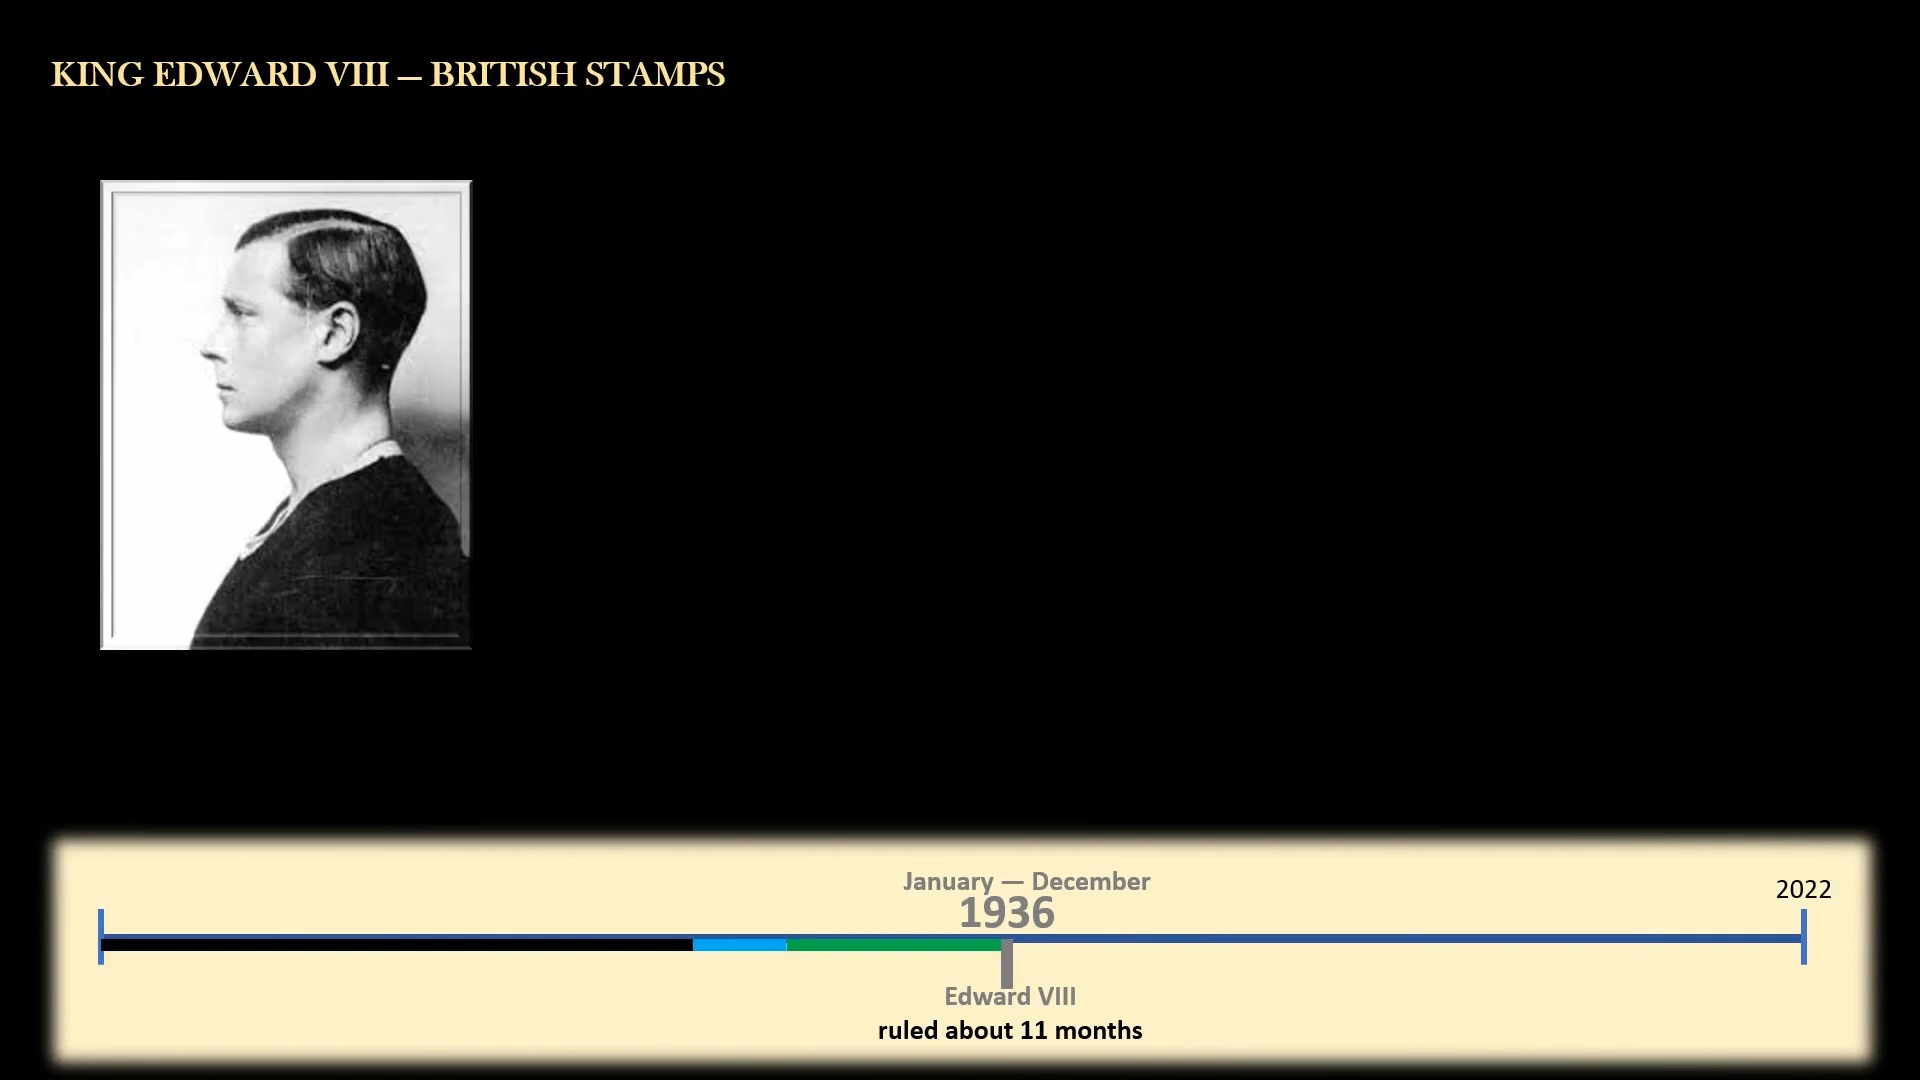 KING EDWARD VIII — BRITISH STAMPS
January — December
1936
2022
Edward VIII
ruled about 11 months